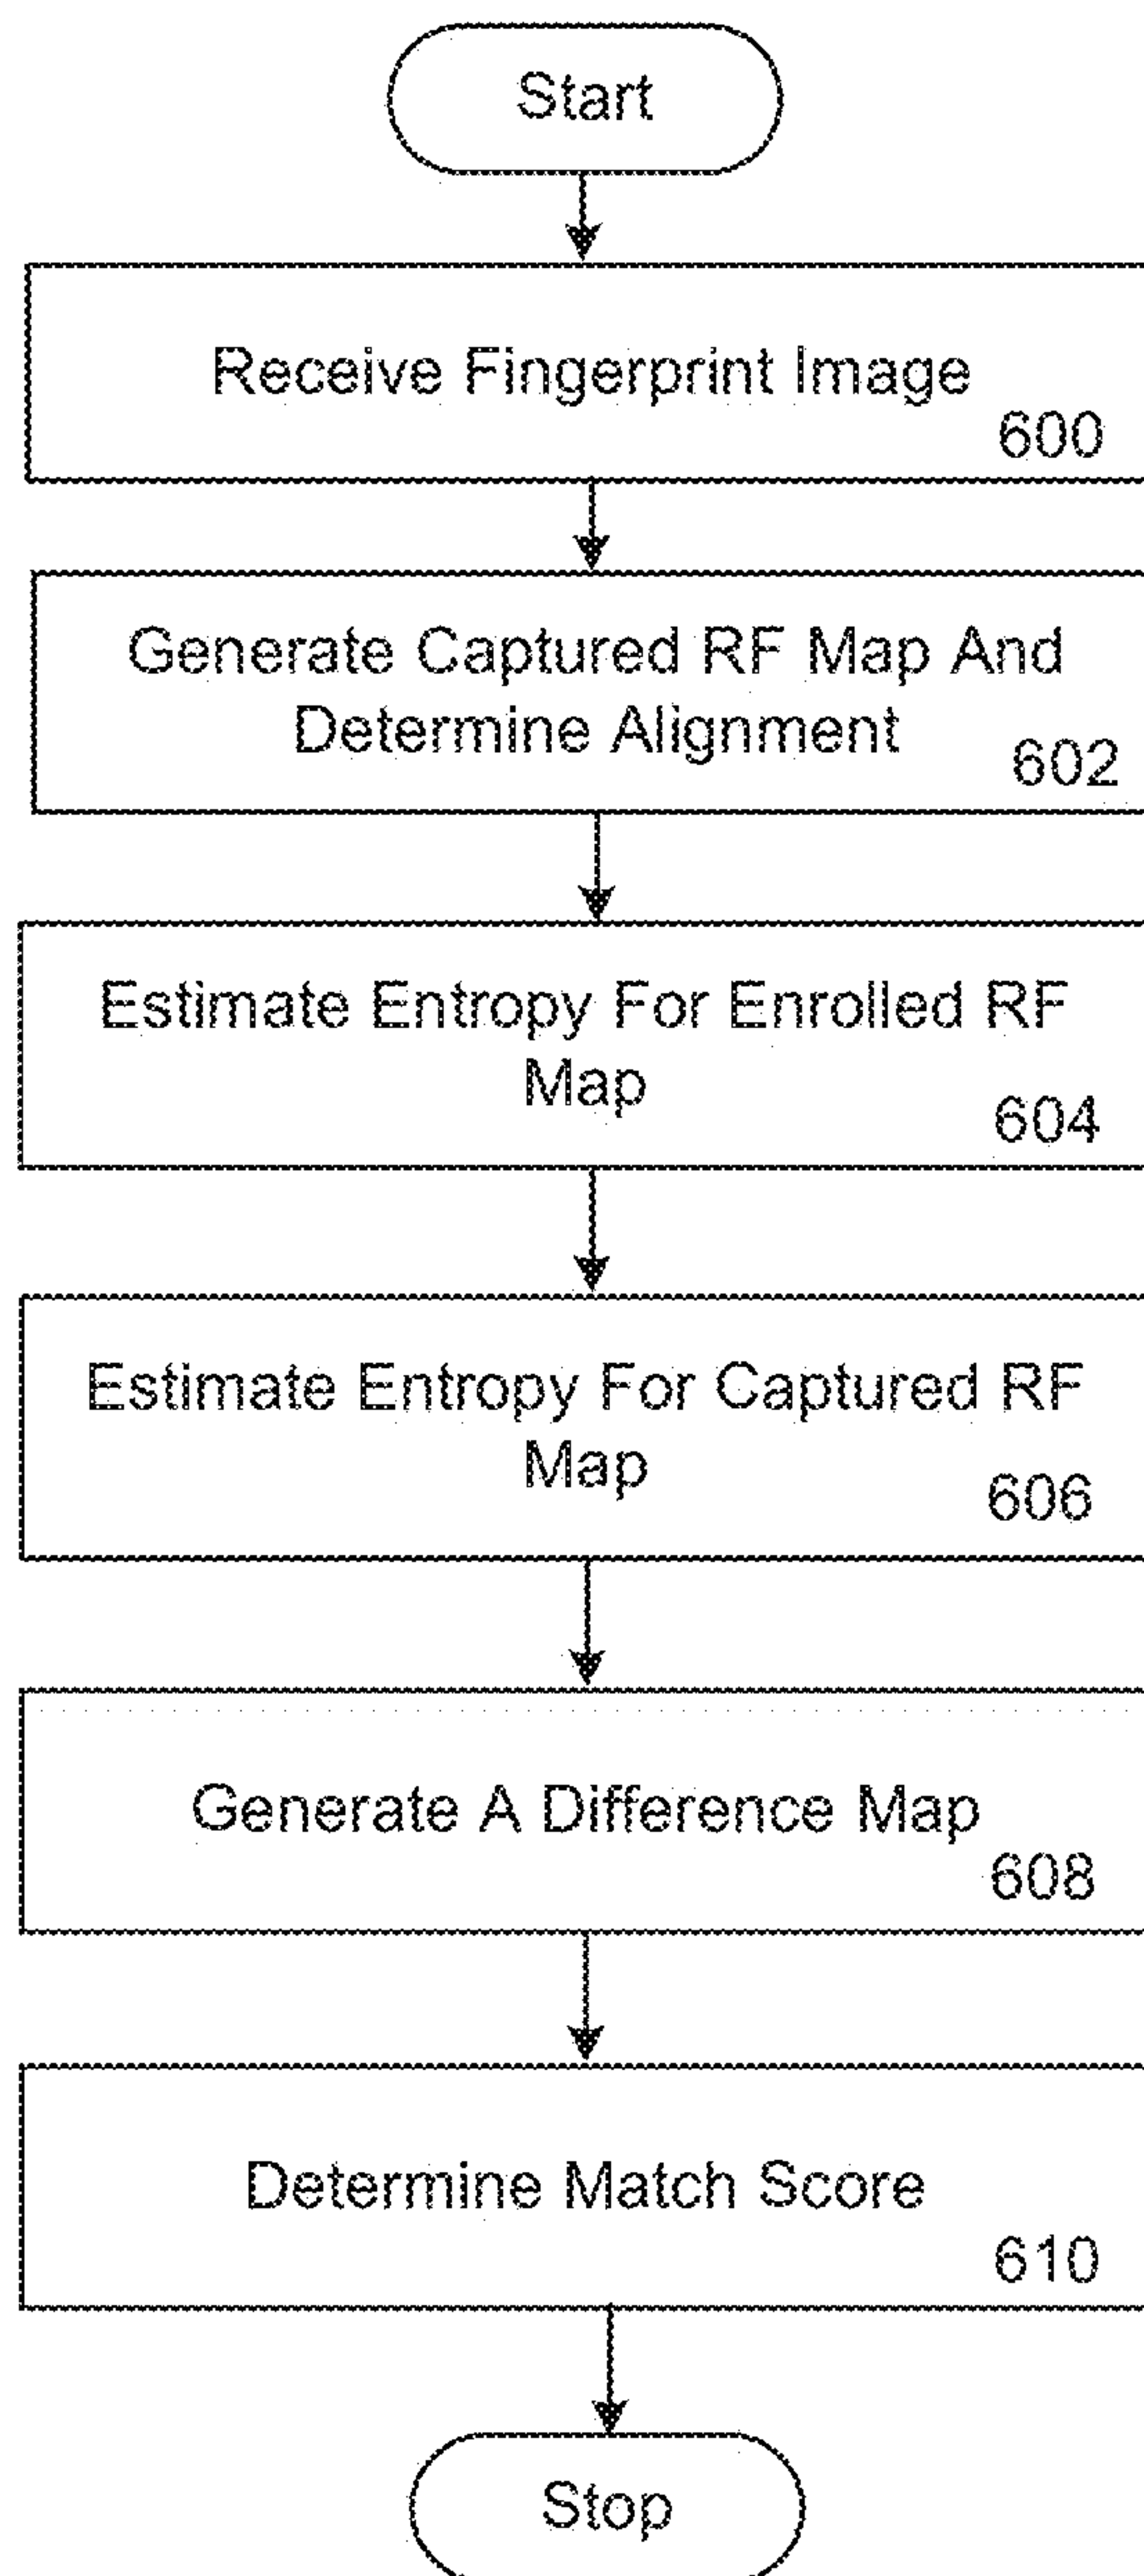 Start
Receive Fingerprint Image
600
Generate Captured RF Map And
Determine Alignment
602
Estimate Entropy For Enrolled RF
Map
604
Estimate Entropy For Captured RF
Map
606
Generate A Difference Map
608
Determine Match Score
610
Stop